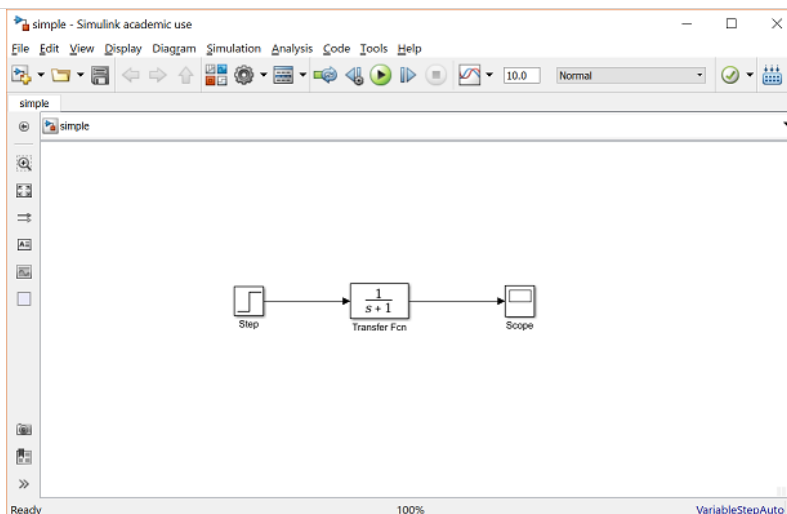 simple - Simulink academic use
File Edit View Display Diagram Simulation Analysis Code Tools Help
10.0 Normal
simple
simple
1
s + 1
Step
Transfer Fcn
Scope
Ready 100% VariableStepAuto